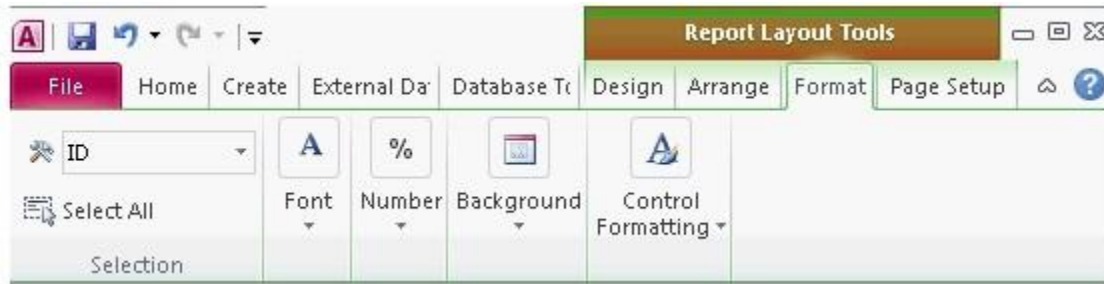 A
Report Layout Tools
File Home Create External Da Database To Design Arrange Format Page Setup ?
ID
A % A
Select All
Font Number Background Control
Formatting
Selection